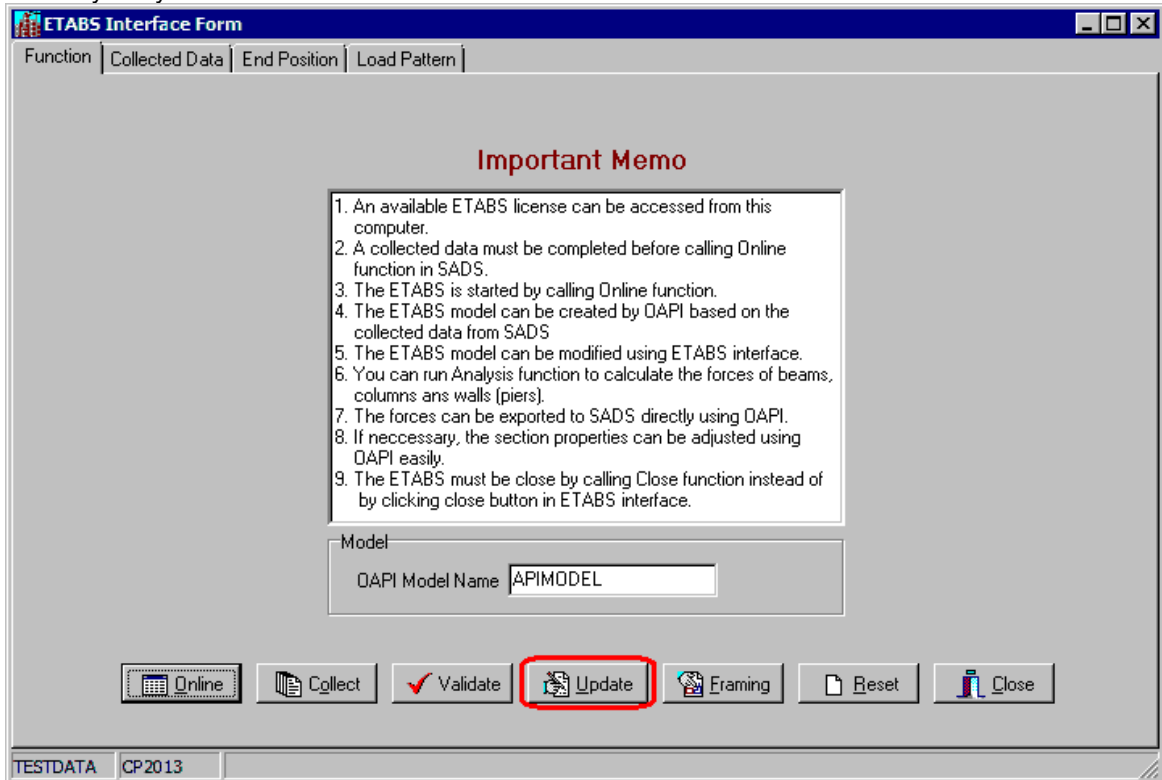 ETABS Interface Form
Function Collected Data End Position Load Pattern
Important Memo
1. An available ETABS license can be accessed from this
computer.
2. A collected data must be completed before calling Online
function in SADS.
3. The ETABS is started by calling Online function.
4. The ETABS model can be created by OAPI based on the
collected data from SADS
5. The ETABS model can be modified using ETABS interface.
6. You can run Analysis function to calculate the forces of beams,
columns ans walls (piers).
7. The forces can be exported to SADS directly using OAPI.
8. If neccessary, the section properties can be adjusted using
OAPI easily.
9. The ETABS must be close by calling Close function instead of
by clicking close button in ETABS interface.
Model
OAPI Model Name APIMODEL
Online Collect Validate Update Framing Reset Close
TESTDATA CP2013